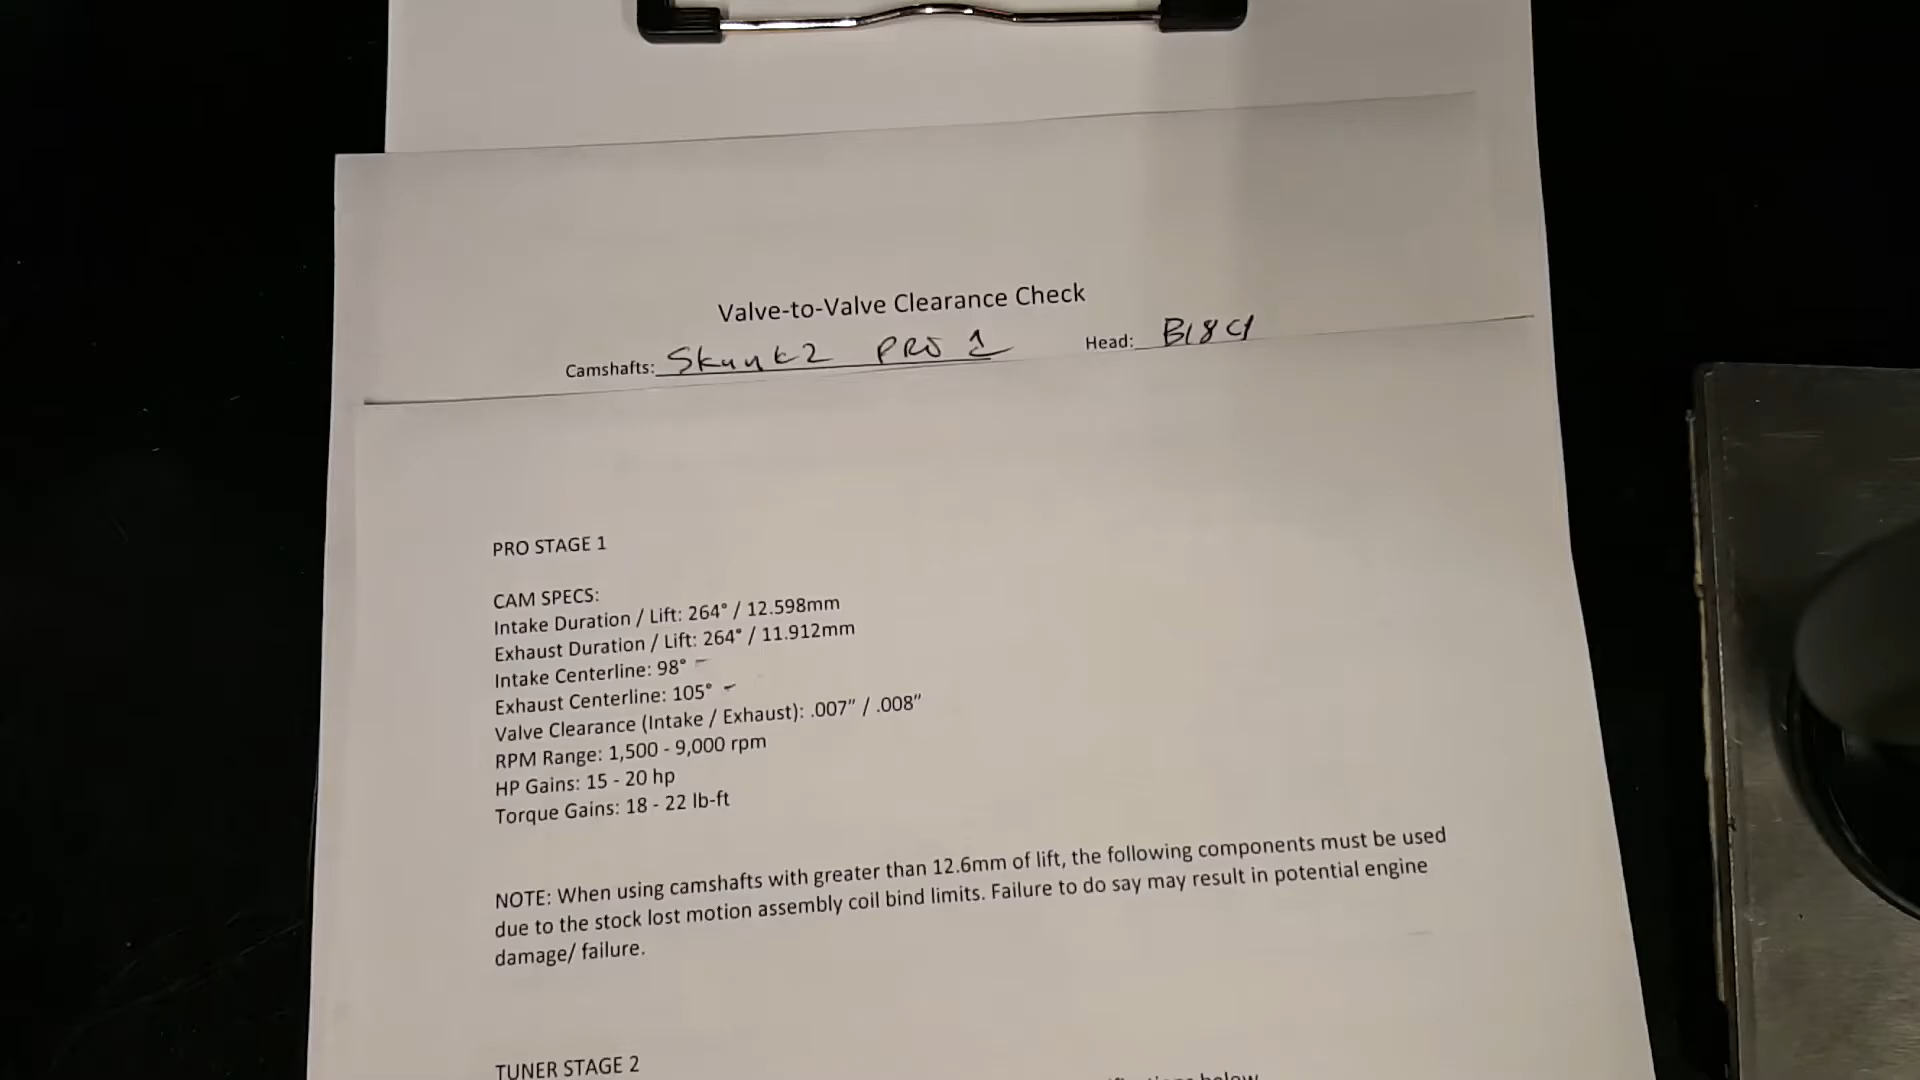 Valve-to-Valve Clearance Check
Camshafts: Skunk2 PRO 1 Head: B18C1
PRO STAGE 1
CAM SPECS:
Intake Duration / Lift: 264° / 12.598mm
Exhaust Duration / Lift: 264° / 11.912mm
Intake Centerline: 98°
Exhaust Centerline: 105°
Valve Clearance (Intake / Exhaust): .007” / .008”
RPM Range: 1,500 - 9,000 rpm
HP Gains: 15 - 20 hp
Torque Gains: 18 - 22 lb-ft
NOTE: When using camshafts with greater than 12.6mm of lift, the following components must be used
due to the stock lost motion assembly coil bind limits. Failure to do say may result in potential engine
damage/ failure.
TUNER STAGE 2
below